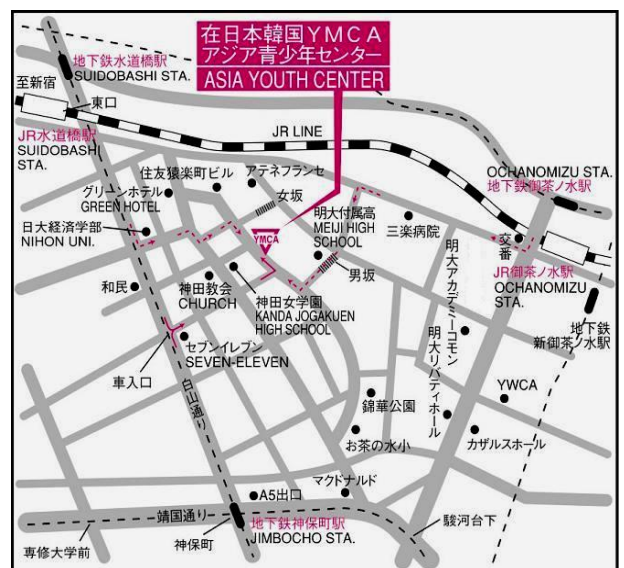 在日本韓国YMCA
アジア青少年センター
ASIA YOUTH CENTER
地下鉄水道橋駅
SUIDOBASHI STA.
至新宿
東口
JR水道橋駅
SUIDOBASHI
STA.
JR LINE
OCHANOMIZU STA.
地下鉄御茶ノ水駅
住友猿楽町ビル
アテネフランセ
グリーンホテル
GREEN HOTEL
女坂
明大付属高
MEIJI HIGH
SCHOOL
三楽病院
交番
JR御茶ノ水駅
OCHANOMIZU
STA.
日大経済学部
NIHON UNI.
YMCA
男坂
明大アカデミーコモン
和民
神田教会
CHURCH
神田女学園
KANDA JOGAKUEN
HIGH SCHOOL
地下鉄
新御茶ノ水駅
セブンイレブン
SEVEN-ELEVEN
車入口
白山通り
明大リバティホール
YWCA
錦華公園
お茶の水小
カザルスホール
マクドナルド
A5出口
靖国通り
地下鉄神保町駅
JIMBOCHO STA.
神保町
専修大学前
駿河台下